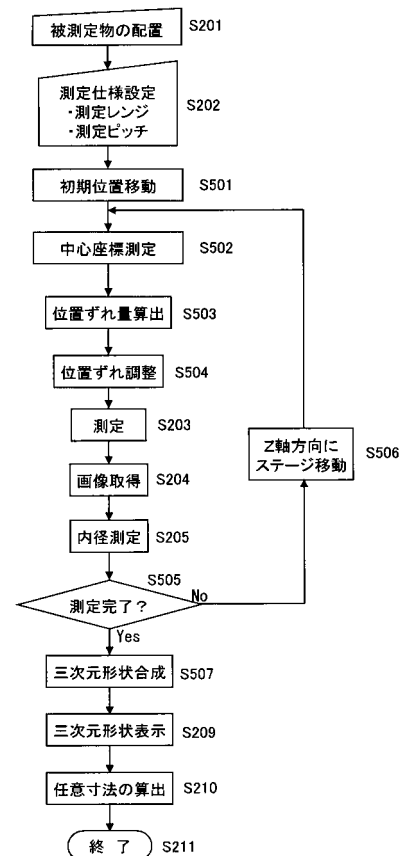 被測定物の配置 S201
測定仕様設定
・測定レンジ
・測定ピッチ
S202
初期位置移動 S501
中心座標測定 S502
位置ずれ量算出 S503
位置ずれ調整 S504
測定 S203
画像取得 S204
内径測定 S205
Z軸方向に
ステージ移動
S506
S505
測定完了？
No
Yes
三次元形状合成 S507
三次元形状表示 S209
任意寸法の算出 S210
終 了 S211